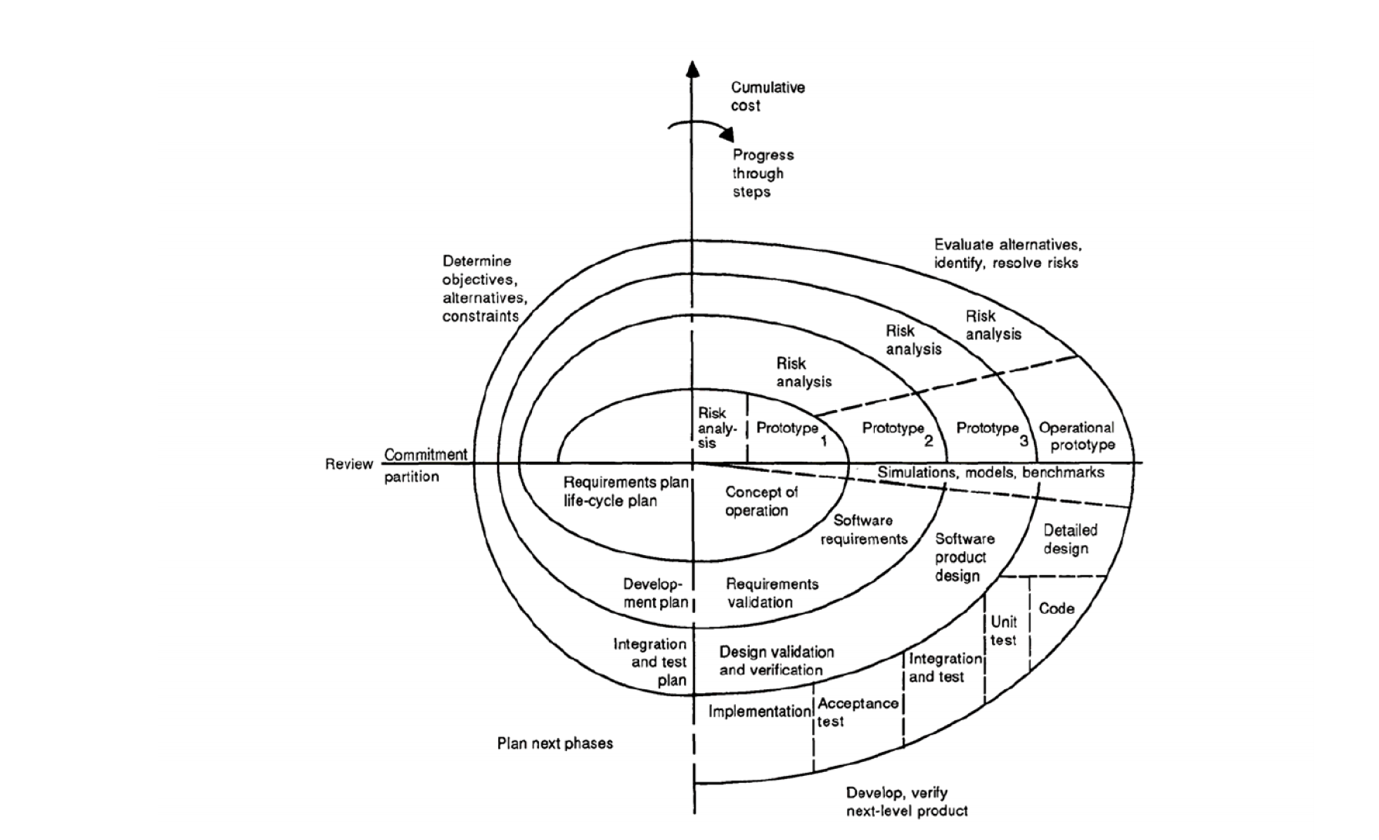 Cumulative
cost
Progress
through
steps
Determine
objectives,
alternatives,
constraints
Evaluate alternatives,
identify, resolve risks
Risk
analysis
Risk
analysis
Risk
analysis
Risk
analy-
sis
Prototype 1
Prototype 2
Prototype 3
Operational
prototype
Review
Commitment
partition
Simulations, models, benchmarks
Requirements plan
life-cycle plan
Concept of
operation
Software
requirements
Software
product
design
Detailed
design
Develop-
ment plan
Requirements
validation
Code
Unit
test
Integration
and test
plan
Design validation
and verification
Integration
and test
Acceptance
test
Implementation
Plan next phases
Develop, verify
next-level product